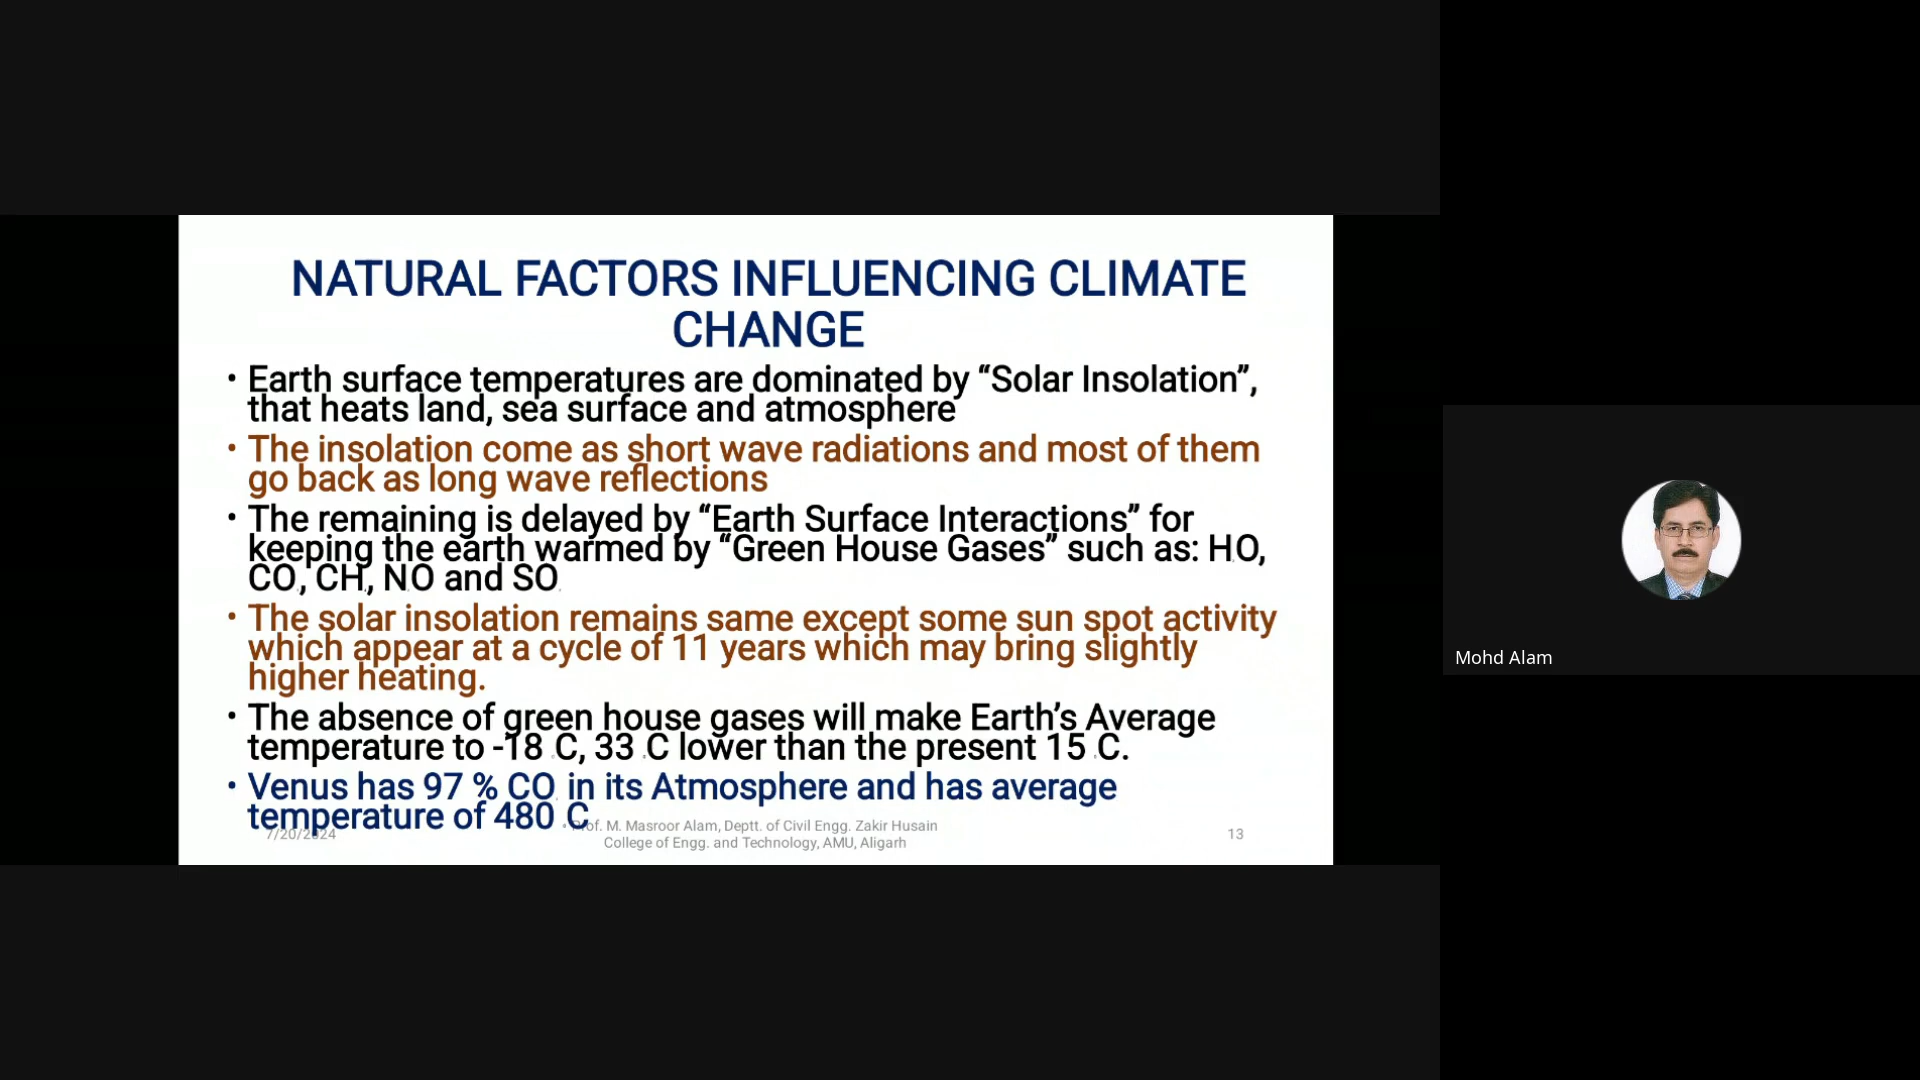 NATURAL FACTORS INFLUENCING CLIMATE
CHANGE
• Earth surface temperatures are dominated by “Solar Insolation”,
that heats land, sea surface and atmosphere
• The insolation come as short wave radiations and most of them
go back as long wave reflections
• The remaining is delayed by “Earth Surface Interactions” for
keeping the earth warmed by “Green House Gases” such as: HO,
CO, CH, NO and SO
• The solar insolation remains same except some sun spot activity
which appear at a cycle of 11 years which may bring slightly
higher heating.
• The absence of green house gases will make Earth’s Average
temperature to -18 C, 33 C lower than the present 15 C.
• Venus has 97 % CO in its Atmosphere and has average
temperature of 480 C
7/20/2024
Prof. M. Masroor Alam, Deptt. of Civil Engg. Zakir Husain
College of Engg. and Technology, AMU, Aligarh
13
Mohd Alam